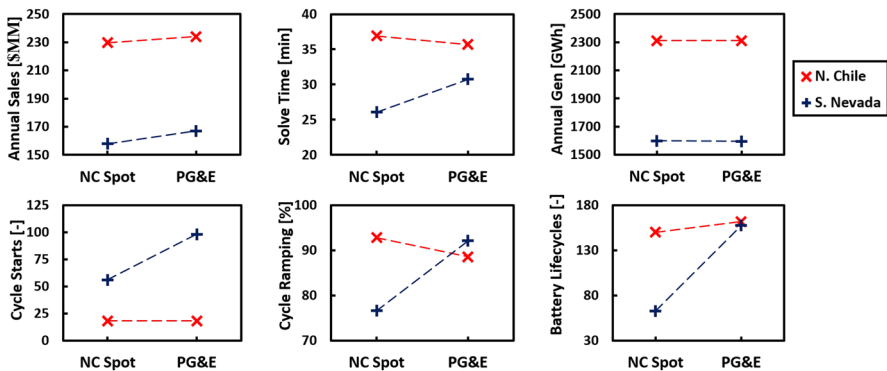 Annual Sales [$MM]
250
230
210
190
170
150
NC Spot PG&E
Solve Time [min]
40
35
30
25
20
NC Spot PG&E
Annual Gen [GWh]
2500
2300
2100
1900
1700
1500
NC Spot PG&E
N. Chile
S. Nevada
Cycle Starts [-]
125
100
75
50
25
0
NC Spot PG&E
Cycle Ramping [%]
100
90
80
70
NC Spot PG&E
Battery Lifecycles [-]
180
130
80
30
NC Spot PG&E